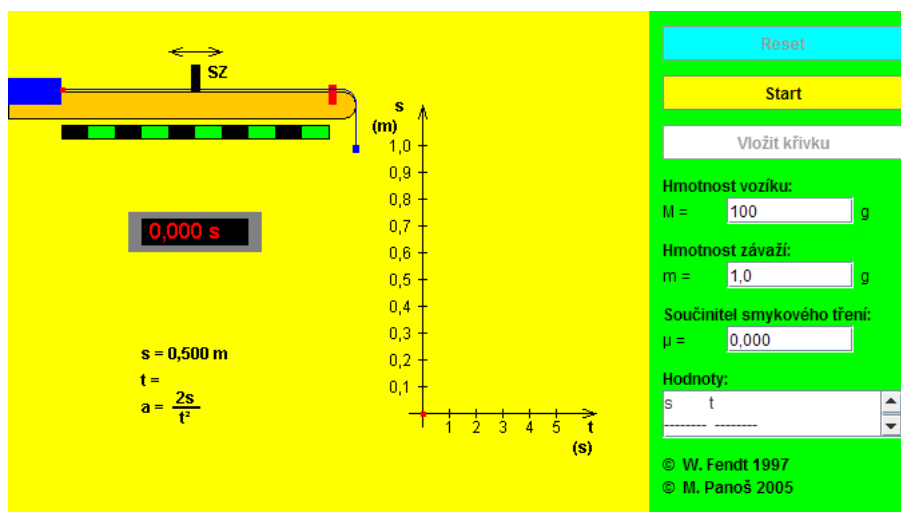 SZ
0,000 s
s = 0,500 m
t =
a = 2s
t²
s
(m)
1,0
0,9
0,8
0,7
0,6
0,5
0,4
0,3
0,2
0,1
1 2 3 4 5 t
(s)
Reset
Start
Vložit křivku
Hmotnost vozíku:
M = 100 g
Hmotnost závaží:
m = 1,0 g
Součinitel smykového tření:
μ = 0,000
Hodnoty:
s t
-------- --------
© W. Fendt 1997
© M. Panoš 2005